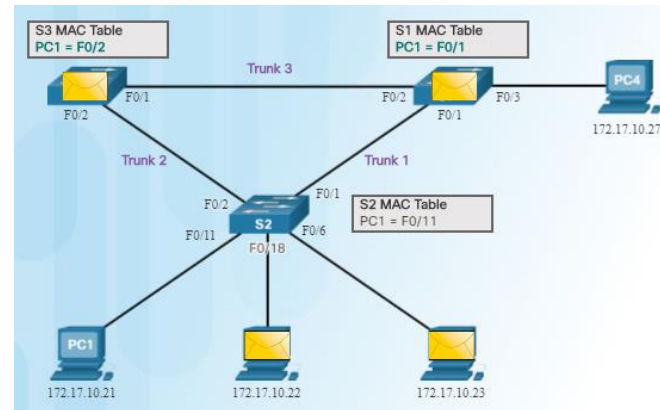 S3 MAC Table
PC1 = F0/2
S1 MAC Table
PC1 = F0/1
Trunk 3
PC4
F0/1
F0/2
F0/3
F0/2
F0/1
172.17.10.27
Trunk 2
Trunk 1
F0/2
F0/1
S2 MAC Table
PC1 = F0/11
S2
F0/11
F0/6
F0/18
PC1
172.17.10.21
172.17.10.22
172.17.10.23